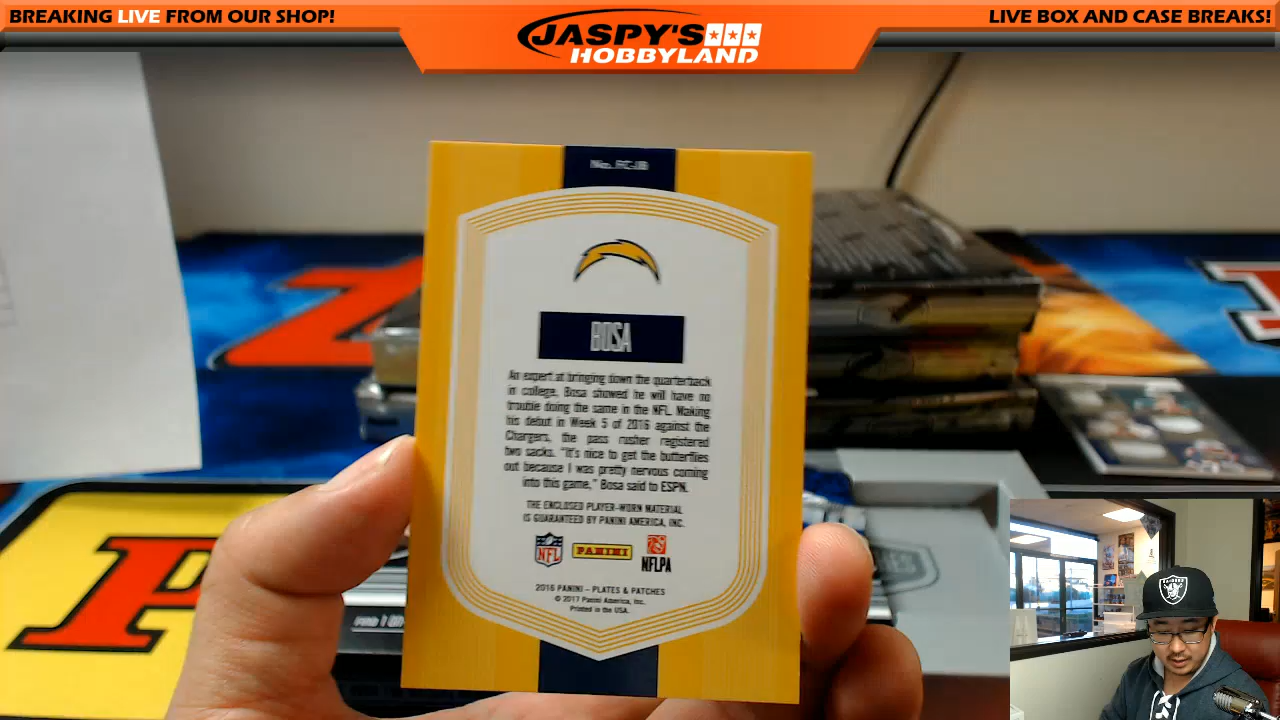 BREAKING LIVE FROM OUR SHOP!
JASPY'S
HOBBYLAND
LIVE BOX AND CASE BREAKS!
No. FC-JB
BOSA
An expert at bringing down the quarterback
in college, Bosa showed he will have no
trouble doing the same in the NFL. Making
his debut in Week 5 of 2016 against the
Chargers, the pass rusher registered
two sacks. "It's nice to get the butterflies
out because I was pretty nervous coming
into this game," Bosa said to ESPN.
THE ENCLOSED PLAYER-WORN MATERIAL
IS GUARANTEED BY PANINI AMERICA, INC.
NFL
PANINI
NFLPA
2016 PANINI – PLATES & PATCHES
© 2017 Panini America, Inc.
Printed in the USA.
RAIDERS